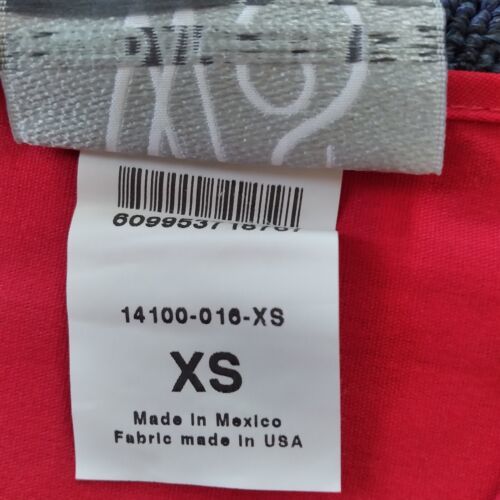 14100-016-XS
XS
Made in Mexico
Fabric made in USA